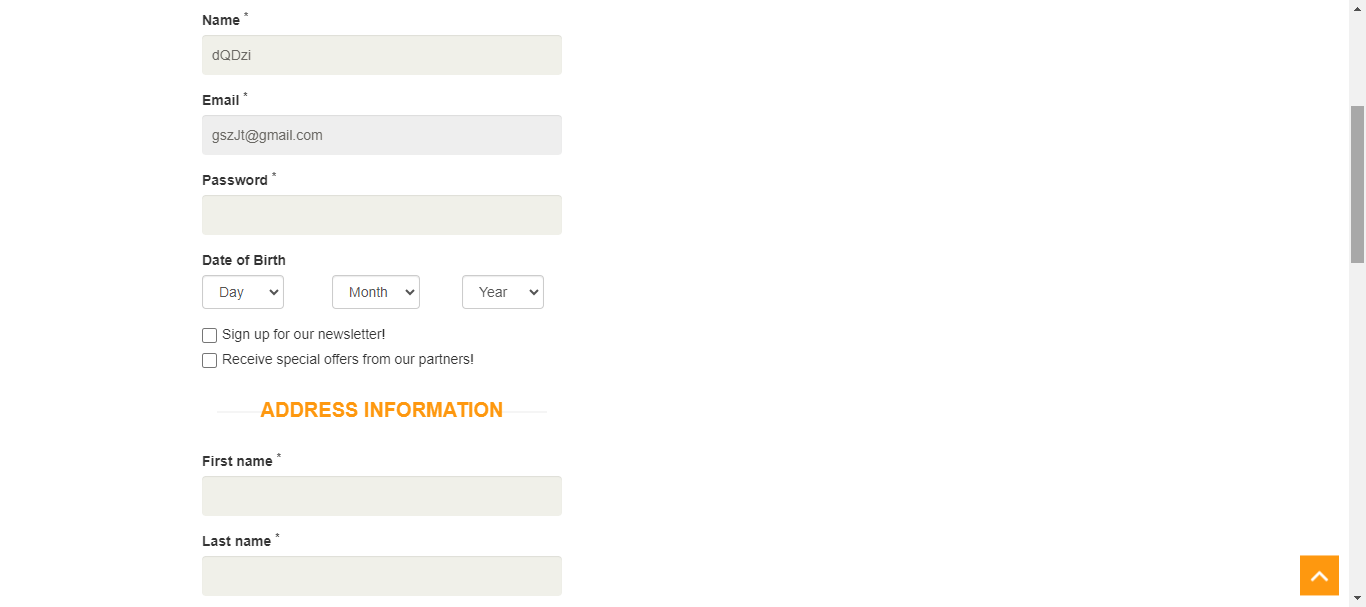 Name *
dQDzi
Email *
gszJt@gmail.com
Password *
Date of Birth
Day Month Year
Sign up for our newsletter!
Receive special offers from our partners!
ADDRESS INFORMATION
First name *
Last name *